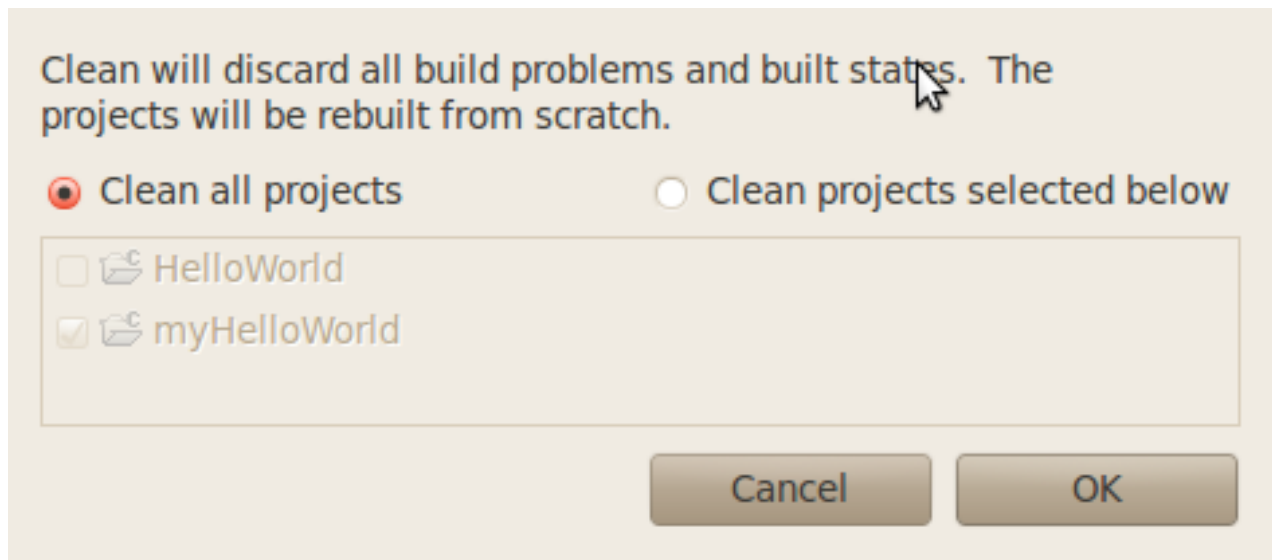 Clean will discard all build problems and built states.  The
projects will be rebuilt from scratch.
Clean all projects
Clean projects selected below
HelloWorld
myHelloWorld
Cancel
OK